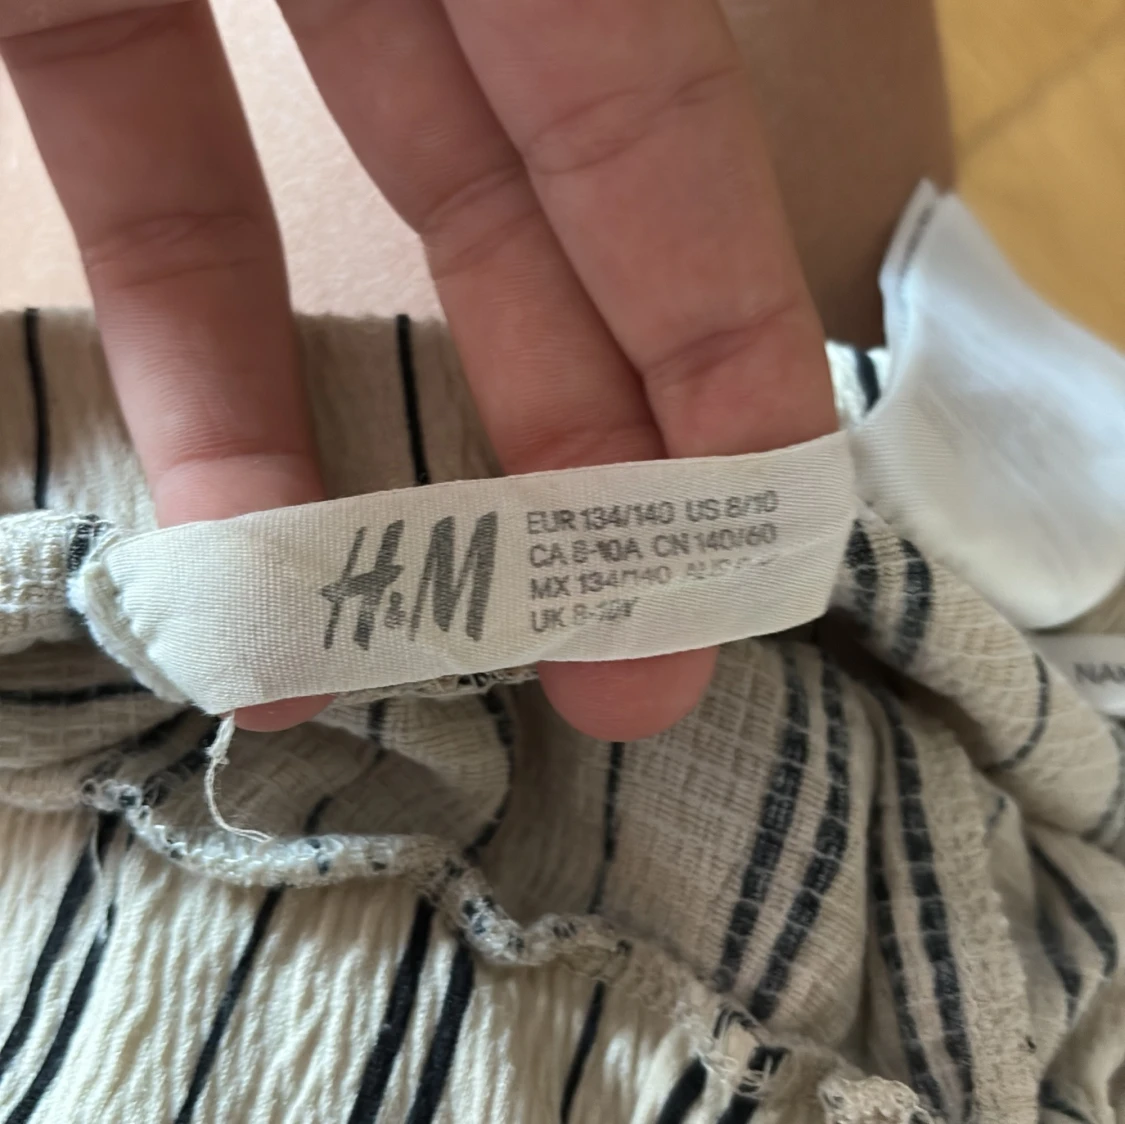 H&M
EUR 134/140 US 8/10
CA 8-10A CN 140/60
MX 134/140
UK 8-10Y